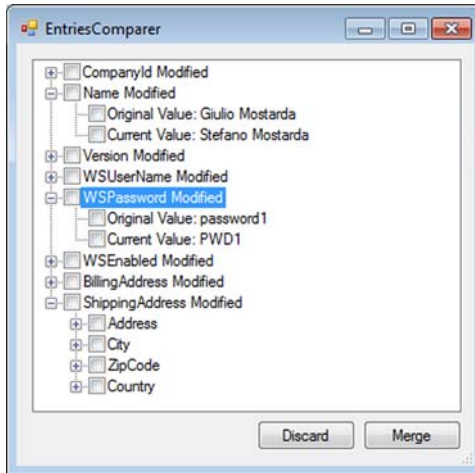 EntriesComparer
CompanyId Modified
Name Modified
Original Value: Giulio Mostarda
Current Value: Stefano Mostarda
Version Modified
WSUserName Modified
WSPassword Modified
Original Value: password1
Current Value: PWD1
WSEnabled Modified
BillingAddress Modified
ShippingAddress Modified
Address
City
ZipCode
Country
Discard Merge